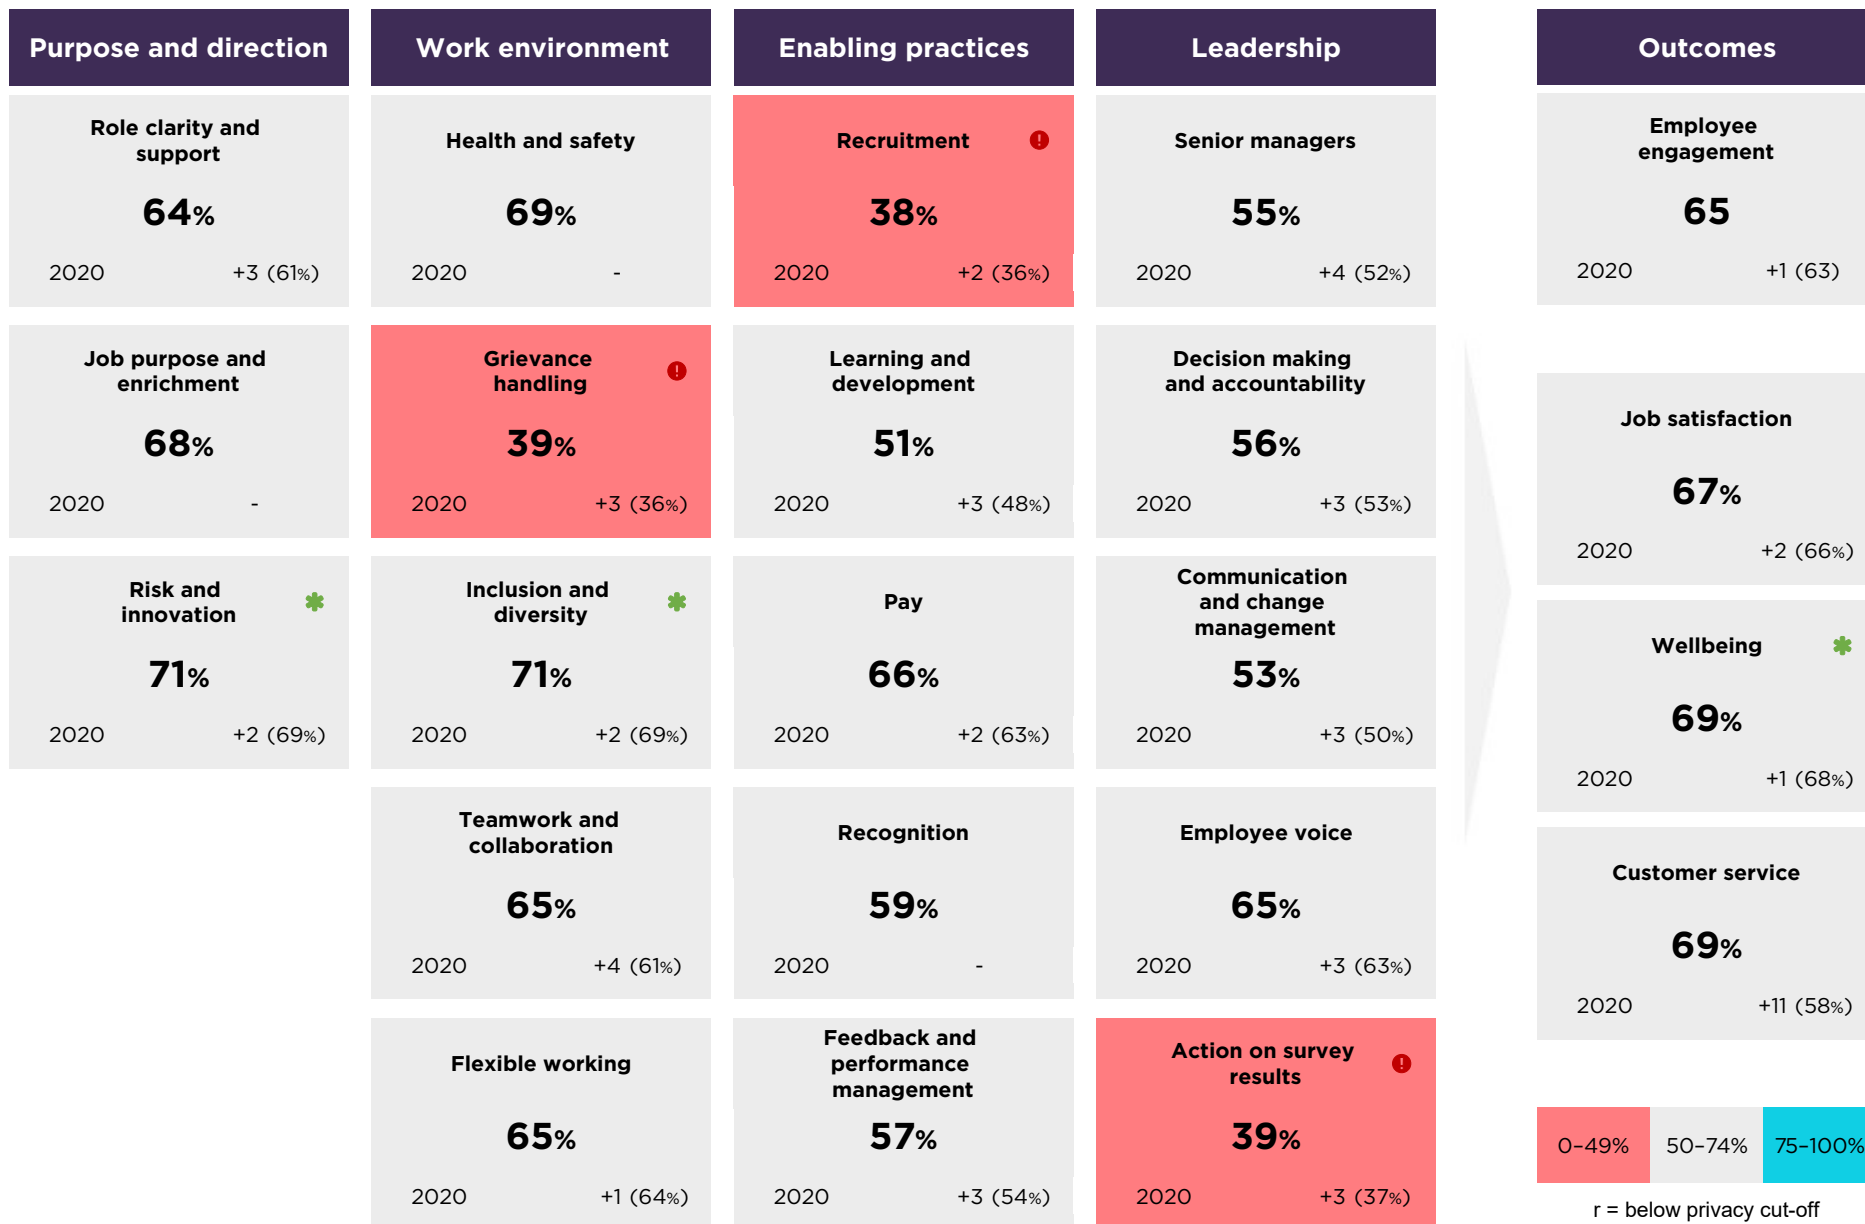 Purpose and direction
Role clarity and
support
64%
2020 +3 (61%)
Job purpose and
enrichment
68%
2020 -
Risk and
innovation
71%
2020 +2 (69%)
Work environment
Health and safety
69%
2020 -
Grievance
handling
39%
2020 +3 (36%)
Inclusion and
diversity
71%
2020 +2 (69%)
Teamwork and
collaboration
65%
2020 +4 (61%)
Flexible working
65%
2020 +1 (64%)
Enabling practices
Recruitment
38%
2020 +2 (36%)
Learning and
development
51%
2020 +3 (48%)
Pay
66%
2020 +2 (63%)
Recognition
59%
2020 -
Feedback and
performance
management
57%
2020 +3 (54%)
Leadership
Senior managers
55%
2020 +4 (52%)
Decision making
and accountability
56%
2020 +3 (53%)
Communication
and change
management
53%
2020 +3 (50%)
Employee voice
65%
2020 +3 (63%)
Action on survey
results
39%
2020 +3 (37%)
Outcomes
Employee
engagement
65
2020 +1 (63)
Job satisfaction
67%
2020 +2 (66%)
Wellbeing
69%
2020 +1 (68%)
Customer service
69%
2020 +11 (58%)
0–49% 50–74% 75–100%
r = below privacy cut-off